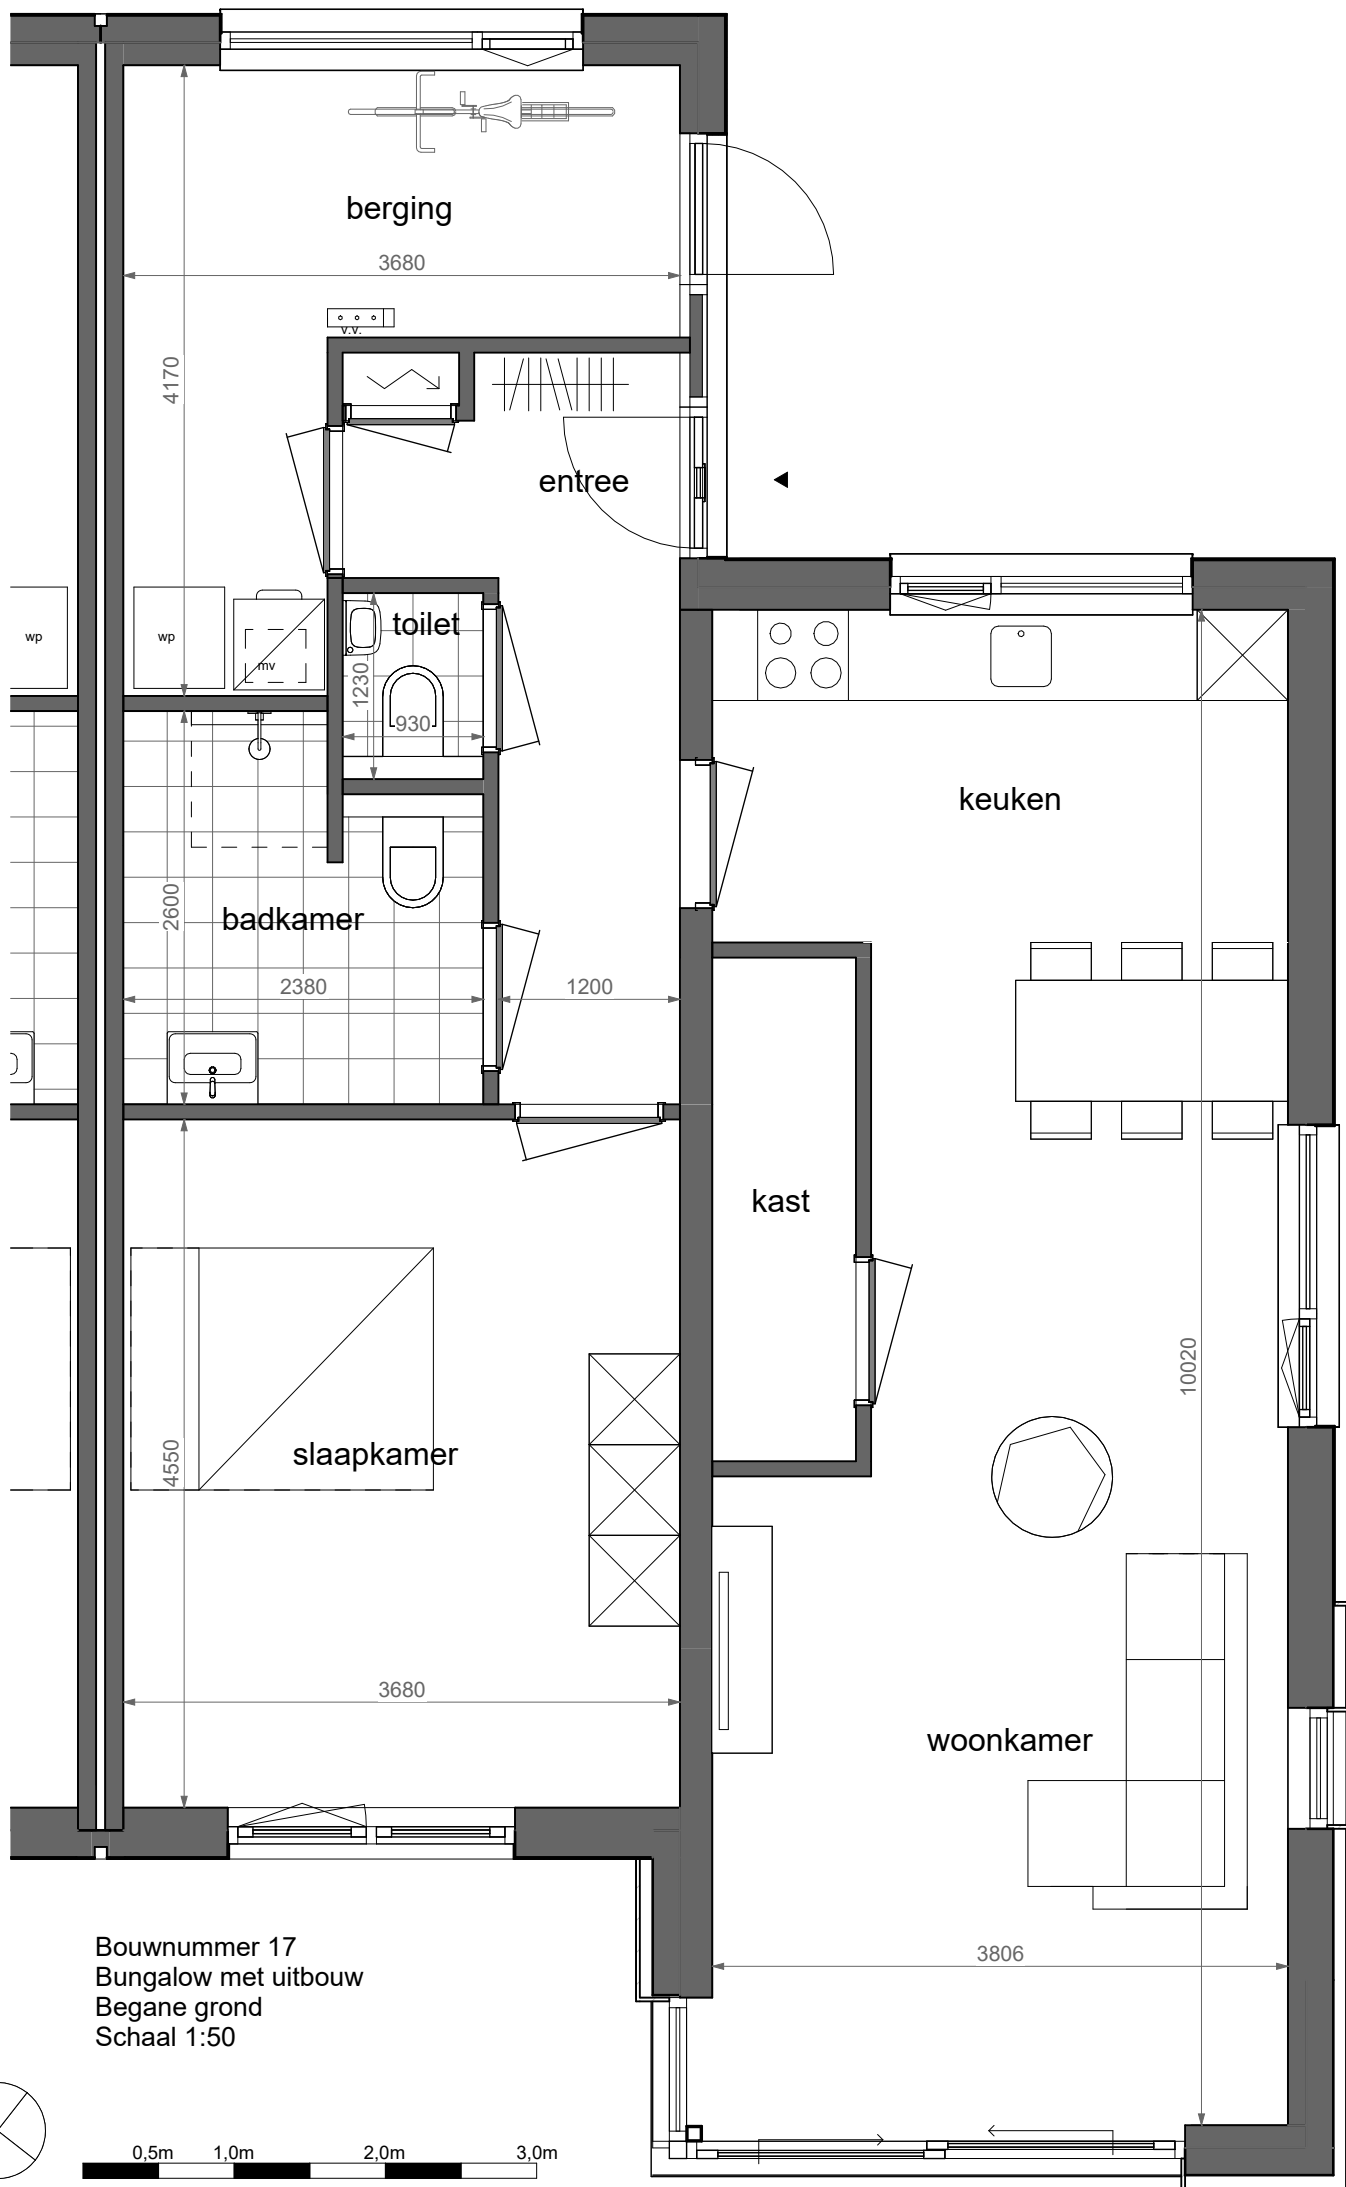 berging
3680
v.v.
4170
entree
wp
wp
mv
toilet
1230
930
keuken
badkamer
2600
2380
1200
kast
10020
slaapkamer
4550
3680
woonkamer
3806
Bouwnummer 17
Bungalow met uitbouw
Begane grond
Schaal 1:50
0,5m 1,0m 2,0m 3,0m